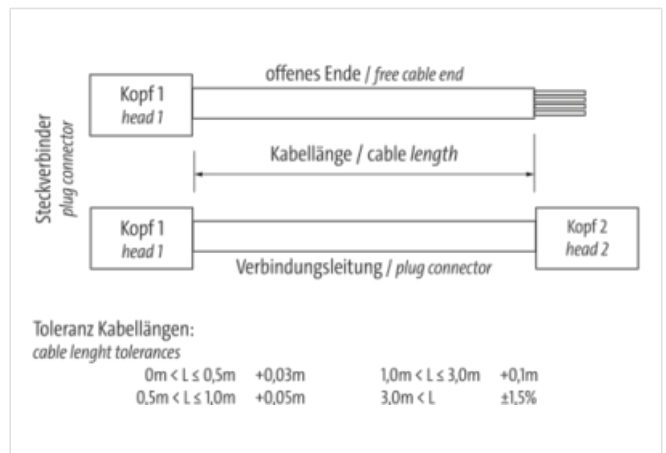 offenes Ende / free cable end
Kopf 1
head 1
Steckverbinder
plug connector
Kabellänge / cable length
Kopf 1
head 1
Kopf 2
head 2
Verbindungsleitung / plug connector
Toleranz Kabellängen:
cable lenght tolerances
0m < L ≤ 0,5m +0,03m 1,0m < L ≤ 3,0m +0,1m
0,5m < L ≤ 1,0m +0,05m 3,0m < L ±1,5%